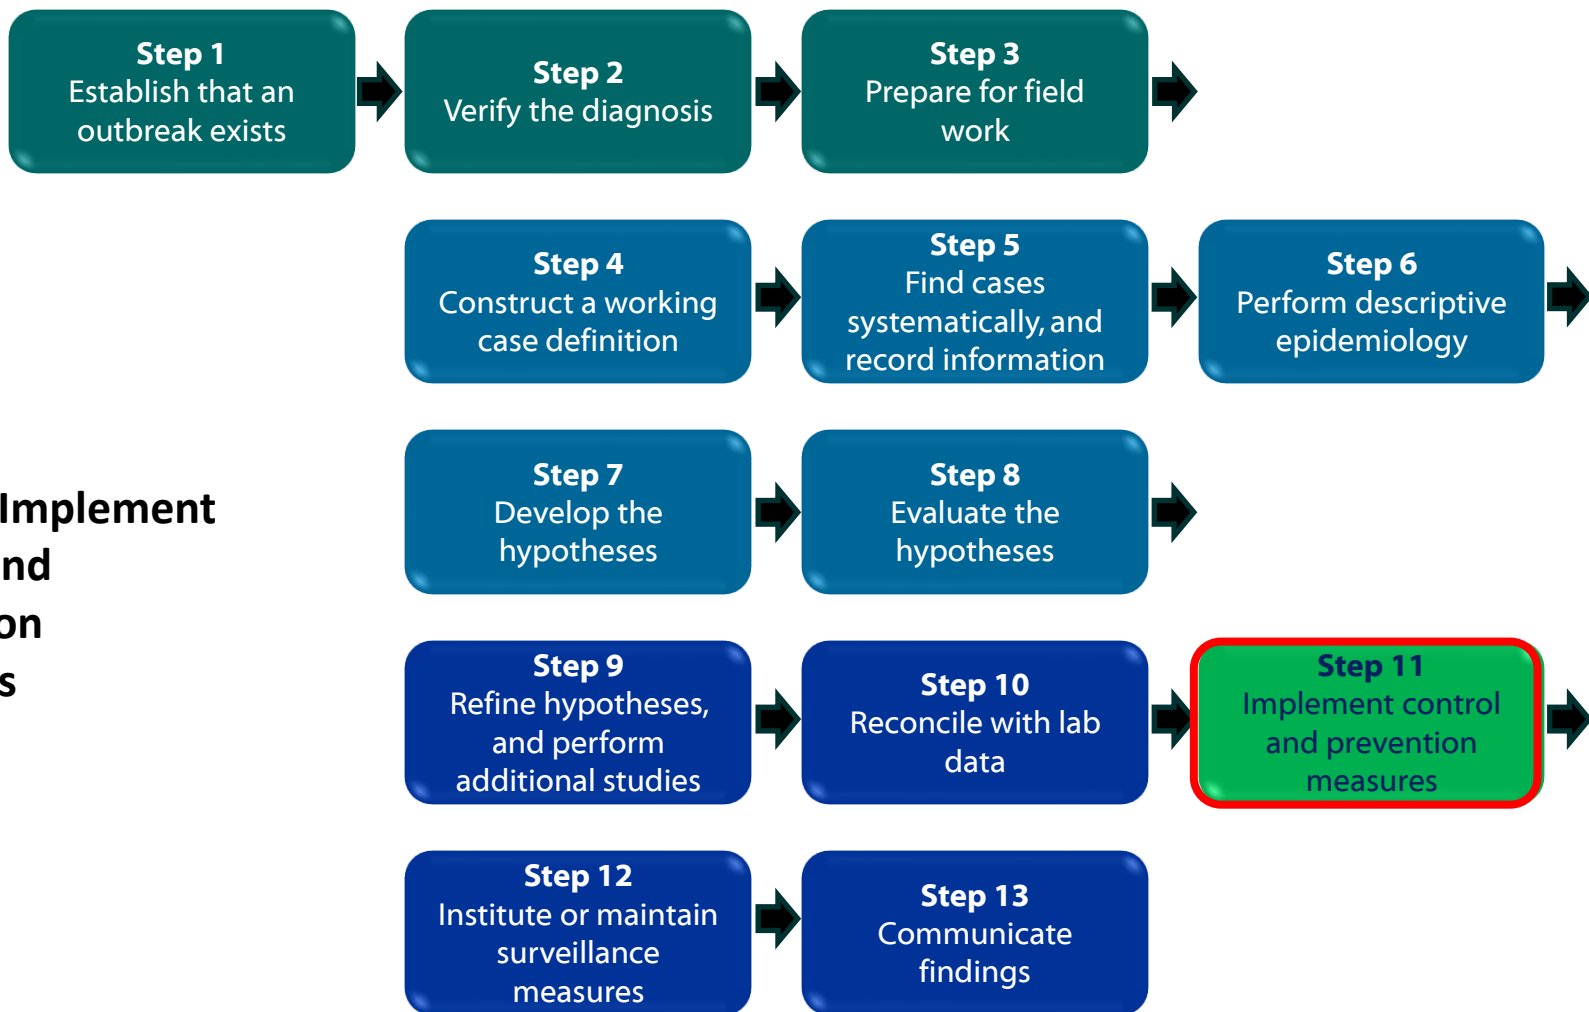 Step 1
Establish that an
outbreak exists
Step 2
Verify the diagnosis
Step 3
Prepare for field
work
Step 4
Construct a working
case definition
Step 5
Find cases
systematically, and
record information
Step 6
Perform descriptive
epidemiology
Implement
nd
on
s
Step 7
Develop the
hypotheses
Step 8
Evaluate the
hypotheses
Step 9
Refine hypotheses,
and perform
additional studies
Step 10
Reconcile with lab
data
Step 11
Implement control
and prevention
measures
Step 12
Institute or maintain
surveillance
measures
Step 13
Communicate
findings